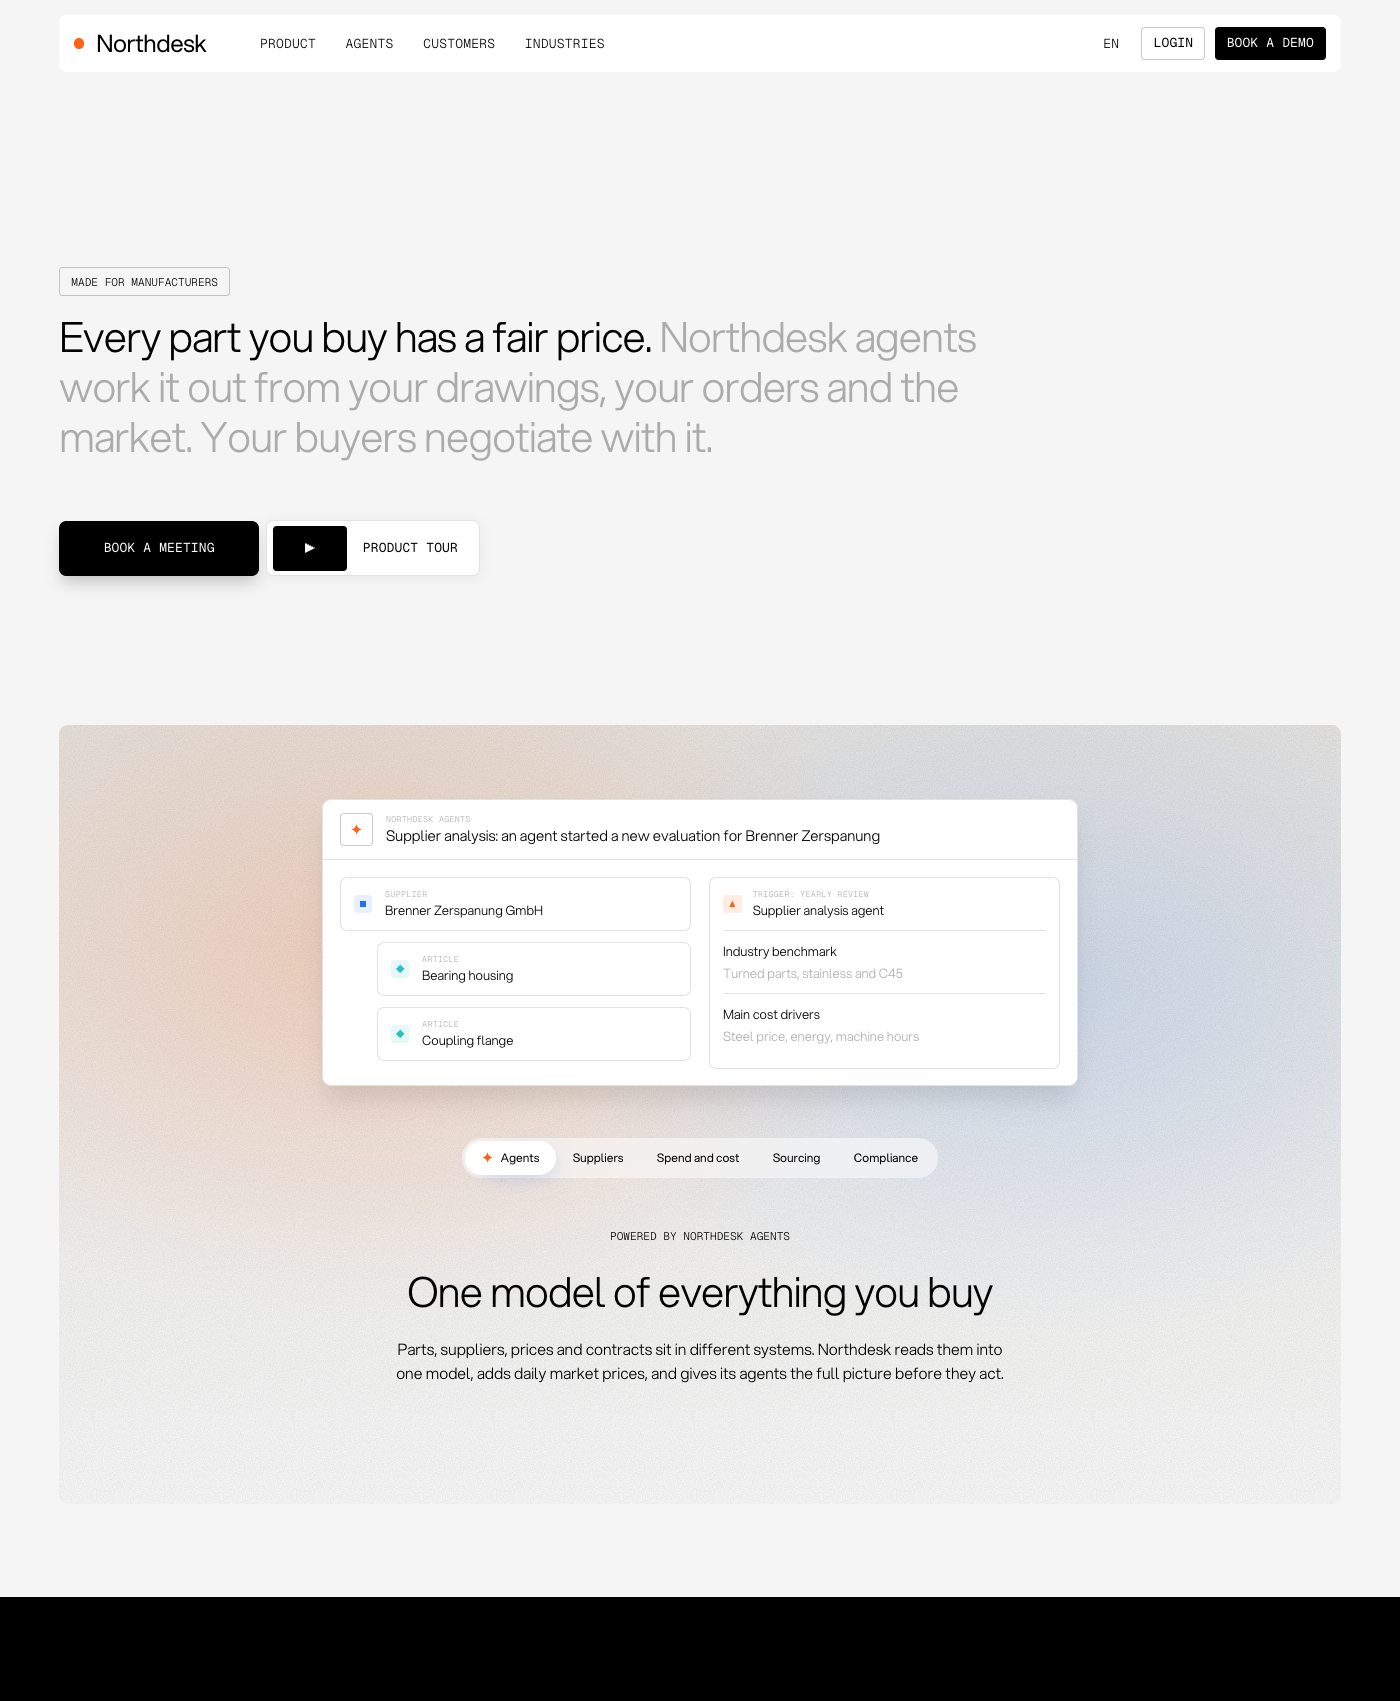 Northdesk
PRODUCT
AGENTS
CUSTOMERS
INDUSTRIES
EN
LOGIN
BOOK A DEMO
MADE FOR MANUFACTURERS
Every part you buy has a fair price. Northdesk agents
work it out from your drawings, your orders and the
market. Your buyers negotiate with it.
BOOK A MEETING
PRODUCT TOUR
NORTHDESK AGENTS
Supplier analysis: an agent started a new evaluation for Brenner Zerspanung
SUPPLIER
Brenner Zerspanung GmbH
ARTICLE
Bearing housing
ARTICLE
Coupling flange
TRIGGER: YEARLY REVIEW
Supplier analysis agent
Industry benchmark
Turned parts, stainless and C45
Main cost drivers
Steel price, energy, machine hours
Agents
Suppliers
Spend and cost
Sourcing
Compliance
POWERED BY NORTHDESK AGENTS
One model of everything you buy
Parts, suppliers, prices and contracts sit in different systems. Northdesk reads them into
one model, adds daily market prices, and gives its agents the full picture before they act.